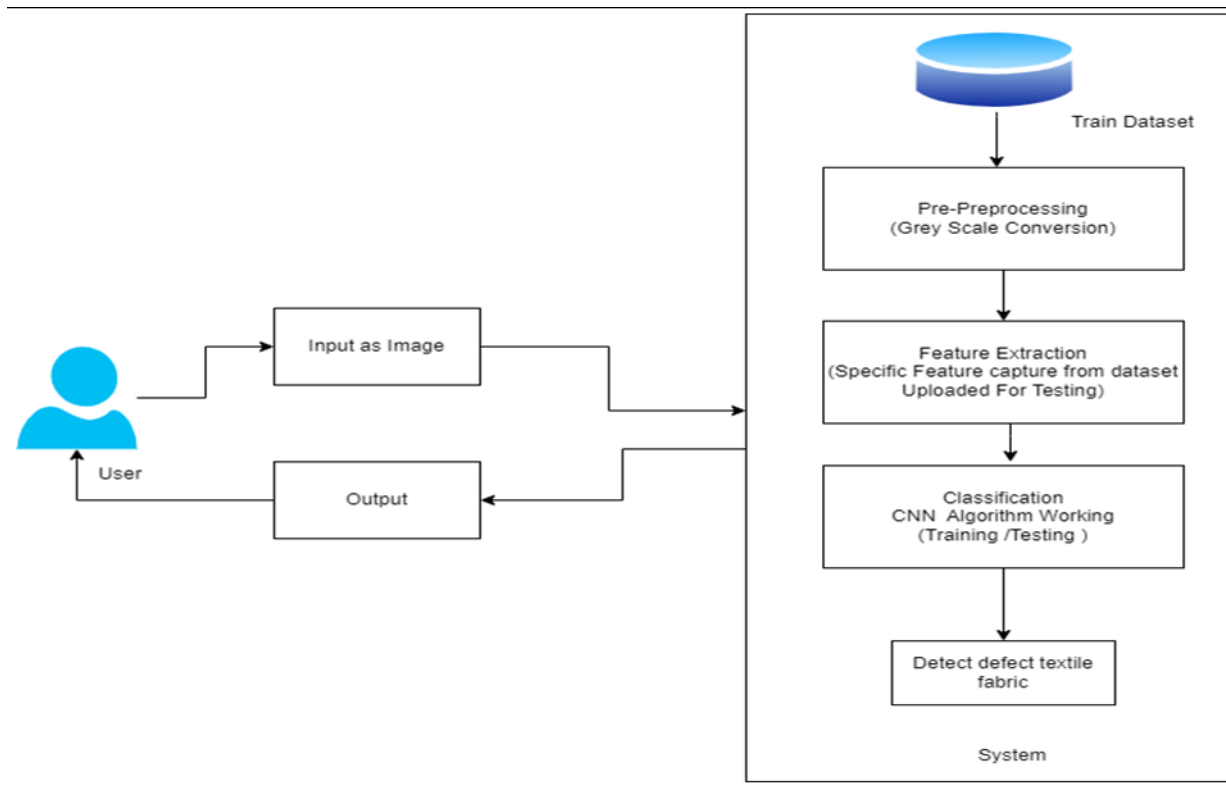 Train Dataset
Pre-Preprocessing
(Grey Scale Conversion)
Input as Image
Feature Extraction
(Specific Feature capture from dataset
Uploaded For Testing)
User
Output
Classification
CNN Algorithm Working
(Training /Testing )
Detect defect textile
fabric
System